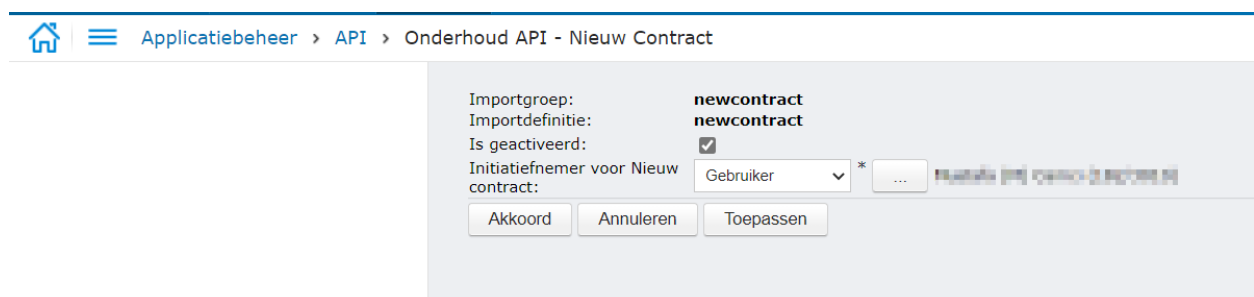 Applicatiebeheer › API › Onderhoud API - Nieuw Contract
Importgroep: newcontract
Importdefinitie: newcontract
Is geactiveerd:
Initiatiefnemer voor Nieuw contract: Gebruiker * ...
Akkoord Annuleren Toepassen